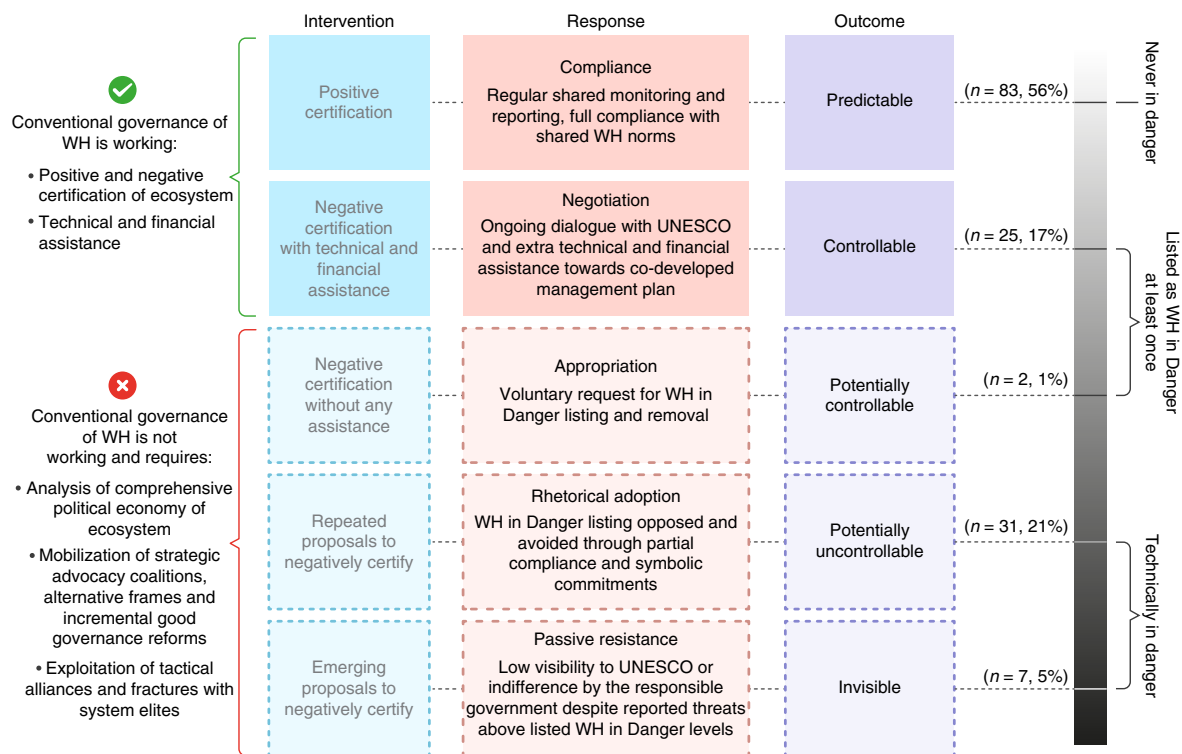 Intervention
Response
Outcome
Conventional governance of
WH is working:
• Positive and negative
certification of ecosystem
• Technical and financial
assistance
Positive
certification
Compliance
Regular shared monitoring and
reporting, full compliance with
shared WH norms
Predictable
(n = 83, 56%)
Never in danger
Negative
certification
with technical and
financial
assistance
Negotiation
Ongoing dialogue with UNESCO
and extra technical and financial
assistance towards co-developed
management plan
Controllable
(n = 25, 17%)
Listed as WH in Danger
at least once
Conventional governance
of WH is not
working and requires:
• Analysis of comprehensive
political economy of
ecosystem
• Mobilization of strategic
advocacy coalitions,
alternative frames and
incremental good
governance reforms
• Exploitation of tactical
alliances and fractures with
system elites
Negative
certification
without any
assistance
Appropriation
Voluntary request for WH in
Danger listing and removal
Potentially
controllable
(n = 2, 1%)
Repeated
proposals to
negatively certify
Rhetorical adoption
WH in Danger listing opposed and
avoided through partial
compliance and symbolic
commitments
Potentially
uncontrollable
(n = 31, 21%)
Technically in danger
Emerging
proposals to
negatively certify
Passive resistance
Low visibility to UNESCO or
indifference by the responsible
government despite reported threats
above listed WH in Danger levels
Invisible
(n = 7, 5%)